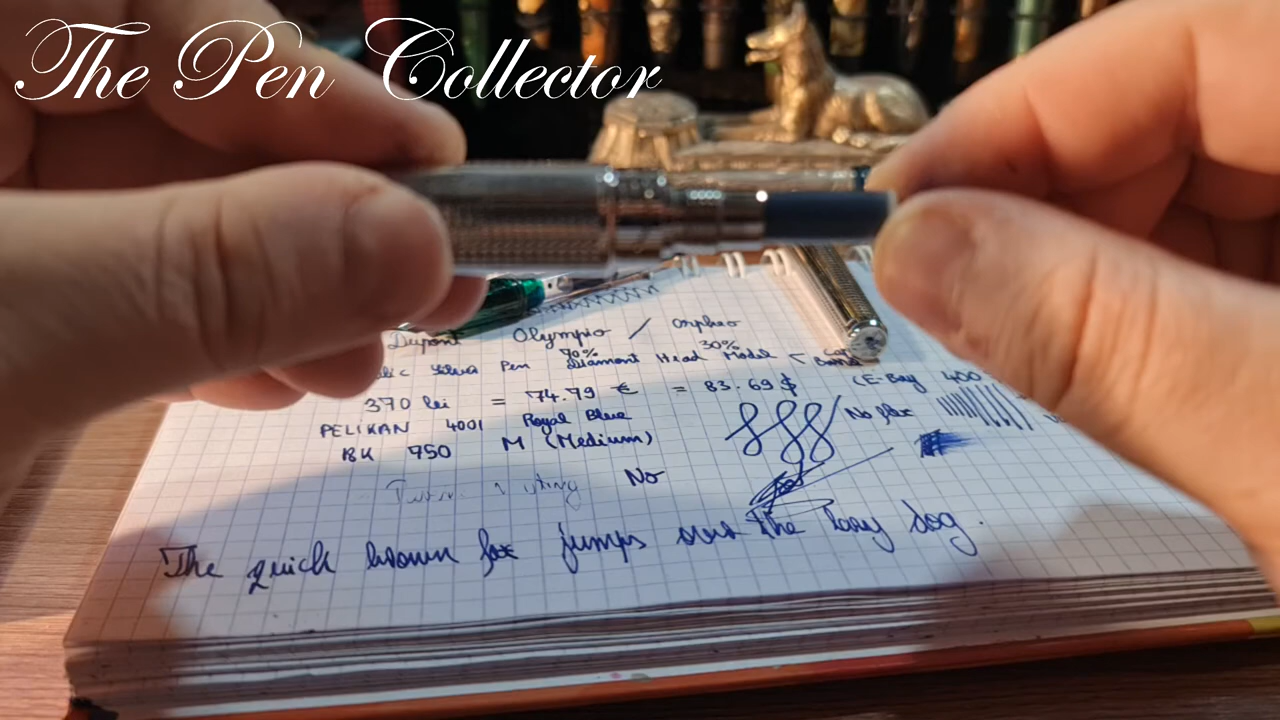 The Pen Collector
Dupont Olympio / Orpheo
70% 30%
Silver Pen Diamont Head Model <
370 lei = 74.79 € = 83.69 $ (E-Bay 400
PELIKAN 4001 Royal Blue
No flex
BK 750 M (Medium)
No
The quick brown fox jumps over the lazy dog.